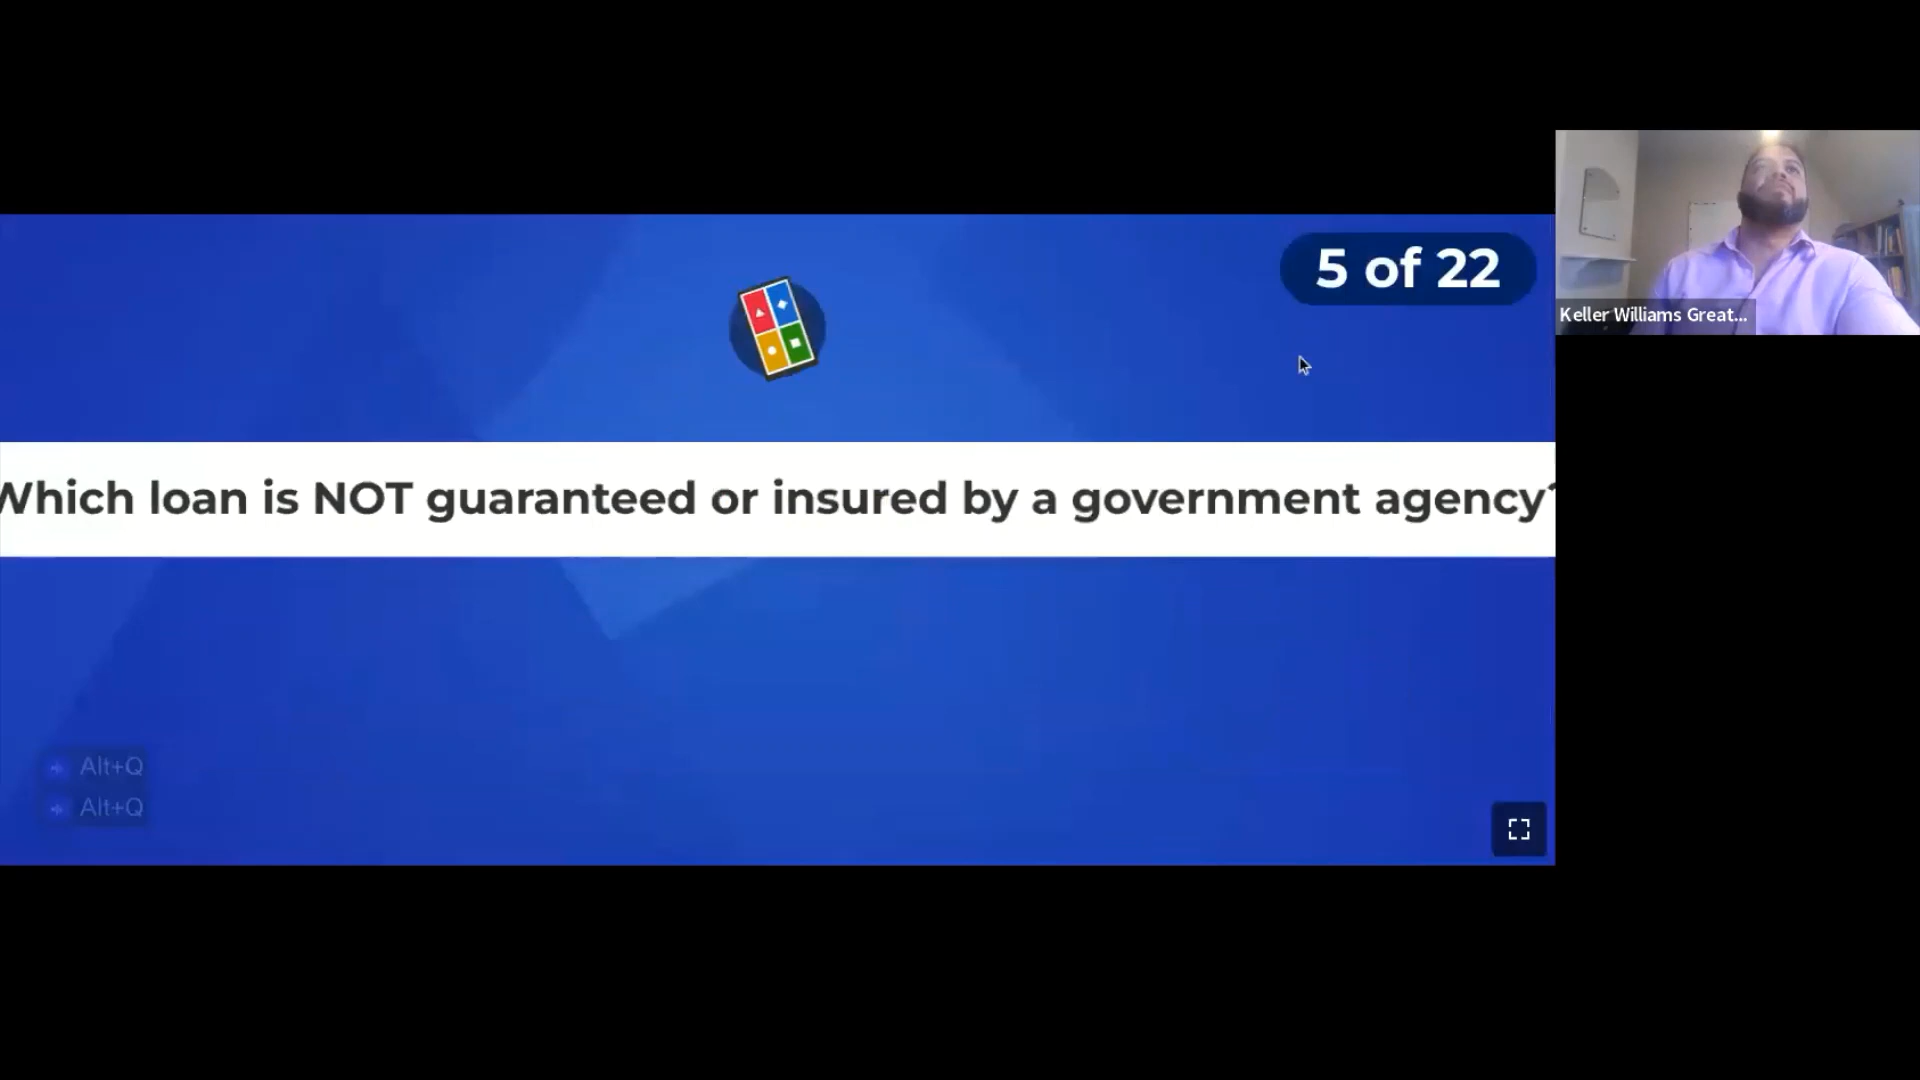 5 of 22
Keller Williams Great...
Which loan is NOT guaranteed or insured by a government agency?
Alt+Q
Alt+Q